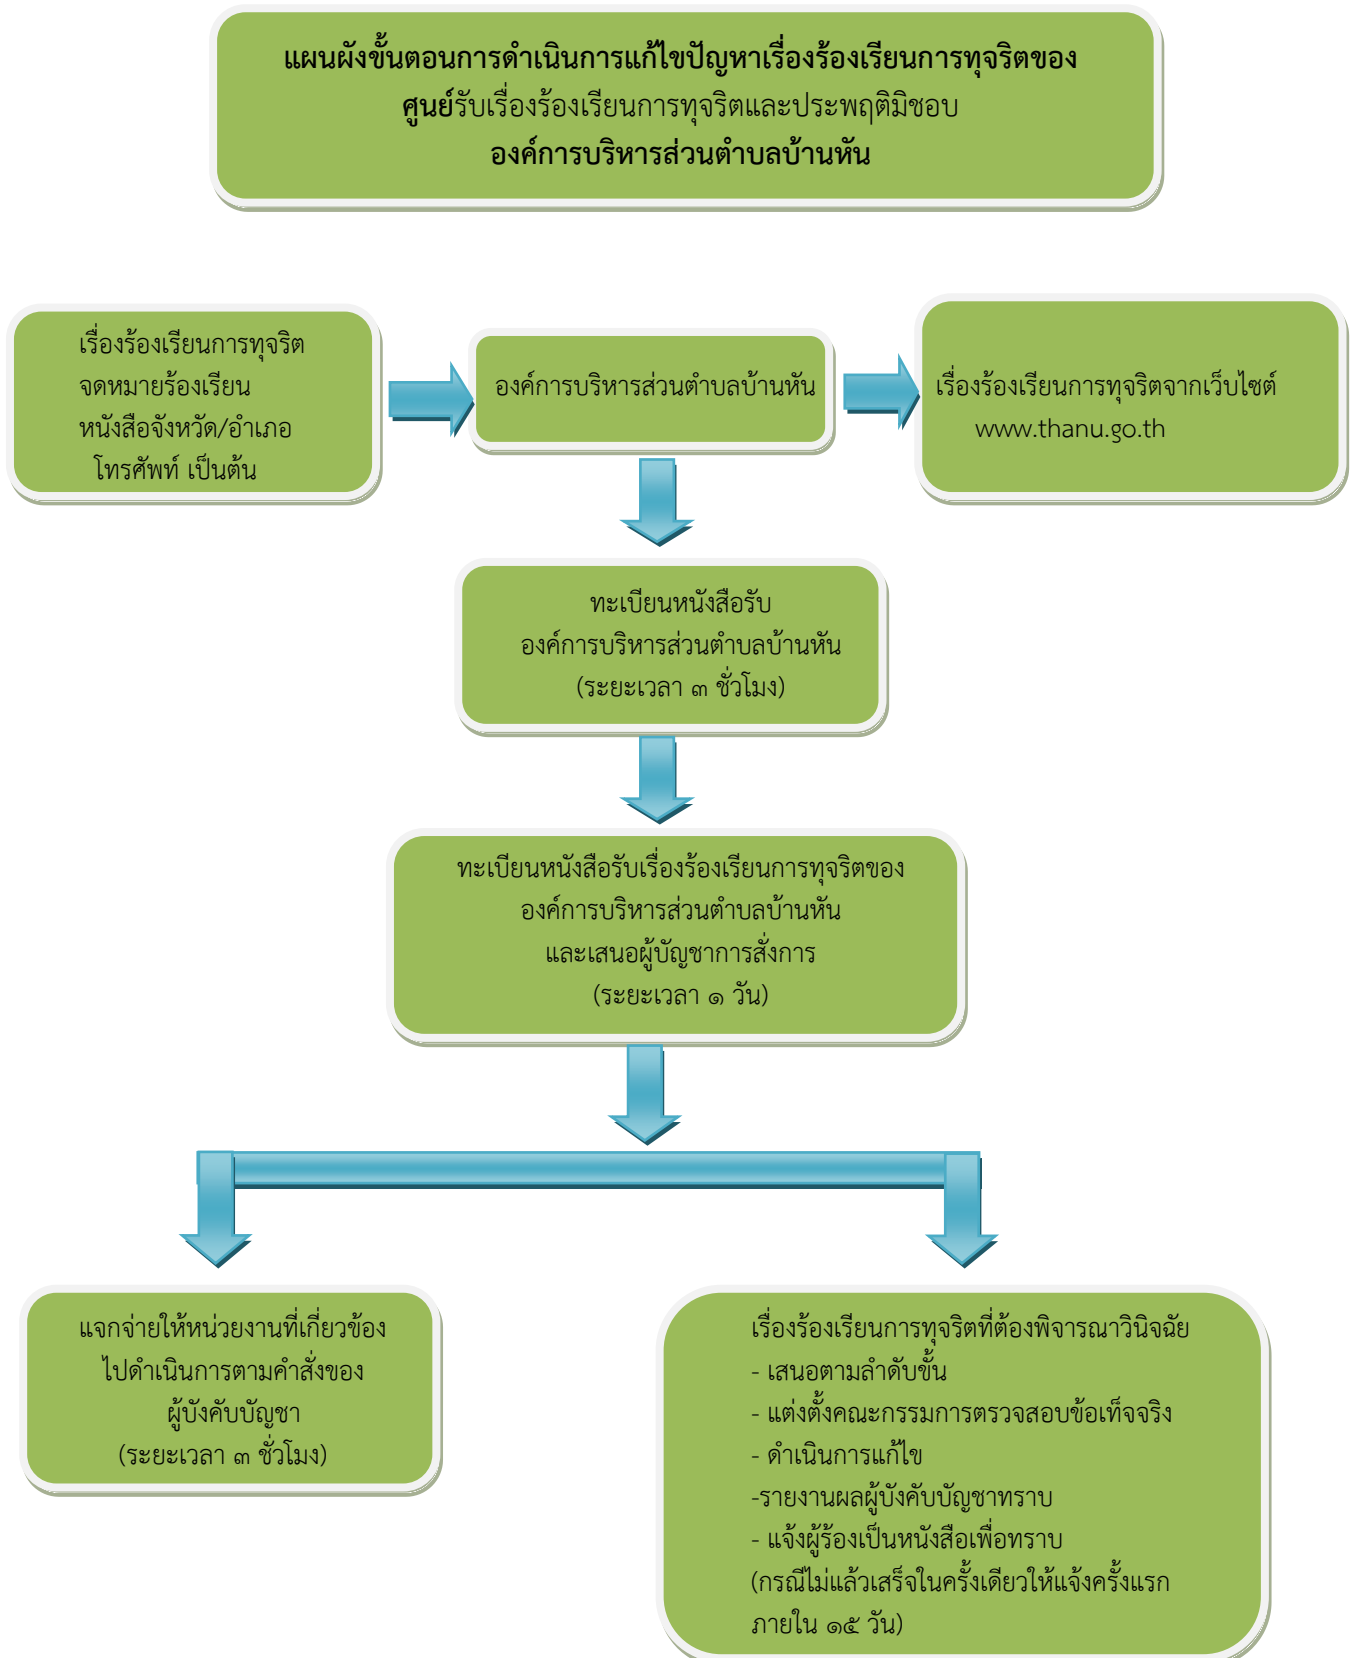 แผนผังขั้นตอนการดำเนินการแก้ไขปัญหาเรื่องร้องเรียนการทุจริตของ
ศูนย์รับเรื่องร้องเรียนการทุจริตและประพฤติมิชอบ
องค์การบริหารส่วนตำบลบ้านหัน
เรื่องร้องเรียนการทุจริต
จดหมายร้องเรียน
หนังสือจังหวัด/อำเภอ
โทรศัพท์ เป็นต้น
องค์การบริหารส่วนตำบลบ้านหัน
เรื่องร้องเรียนการทุจริตจากเว็บไซต์
www.thanu.go.th
ทะเบียนหนังสือรับ
องค์การบริหารส่วนตำบลบ้านหัน
(ระยะเวลา ๓ ชั่วโมง)
ทะเบียนหนังสือรับเรื่องร้องเรียนการทุจริตของ
องค์การบริหารส่วนตำบลบ้านหัน
และเสนอผู้บัญชาการสั่งการ
(ระยะเวลา ๑ วัน)
แจกจ่ายให้หน่วยงานที่เกี่ยวข้อง
ไปดำเนินการตามคำสั่งของ
ผู้บังคับบัญชา
(ระยะเวลา ๓ ชั่วโมง)
เรื่องร้องเรียนการทุจริตที่ต้องพิจารณาวินิจฉัย
- เสนอตามลำดับขั้น
- แต่งตั้งคณะกรรมการตรวจสอบข้อเท็จจริง
- ดำเนินการแก้ไข
-รายงานผลผู้บังคับบัญชาทราบ
- แจ้งผู้ร้องเป็นหนังสือเพื่อทราบ
(กรณีไม่แล้วเสร็จในครั้งเดียวให้แจ้งครั้งแรก
ภายใน ๑๕ วัน)